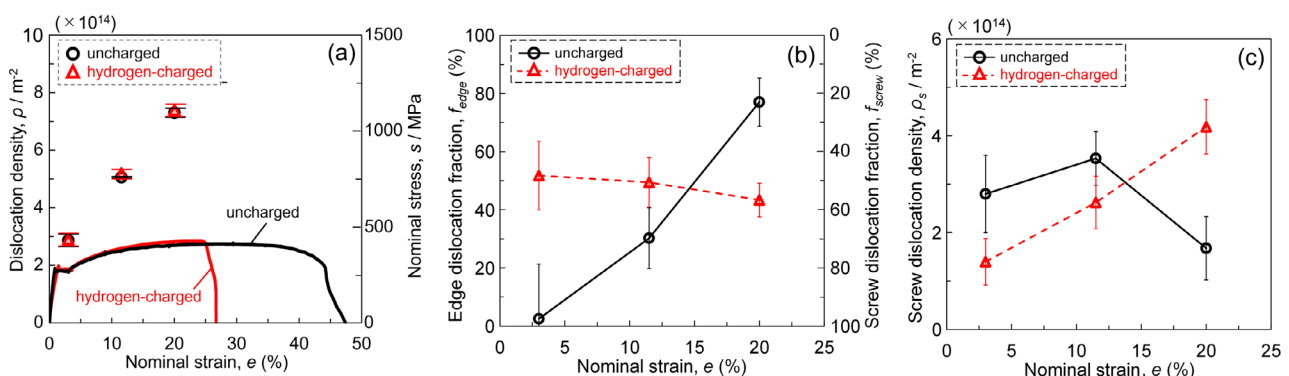 (×10¹⁴)
(a)
uncharged
hydrogen-charged
Dislocation density, ρ / m⁻²
10
8
6
4
2
0
1500
1000
500
0
Nominal stress, s / MPa
uncharged
hydrogen-charged
0 10 20 30 40 50
Nominal strain, e (%)
(b)
uncharged
hydrogen-charged
Edge dislocation fraction, f_edge (%)
100
80
60
40
20
0
0
20
40
60
80
100
Screw dislocation fraction, f_screw (%)
0 5 10 15 20 25
Nominal strain, e (%)
(×10¹⁴)
(c)
uncharged
hydrogen-charged
Screw dislocation density, ρₛ / m⁻²
6
4
2
0
0 5 10 15 20 25
Nominal strain, e (%)